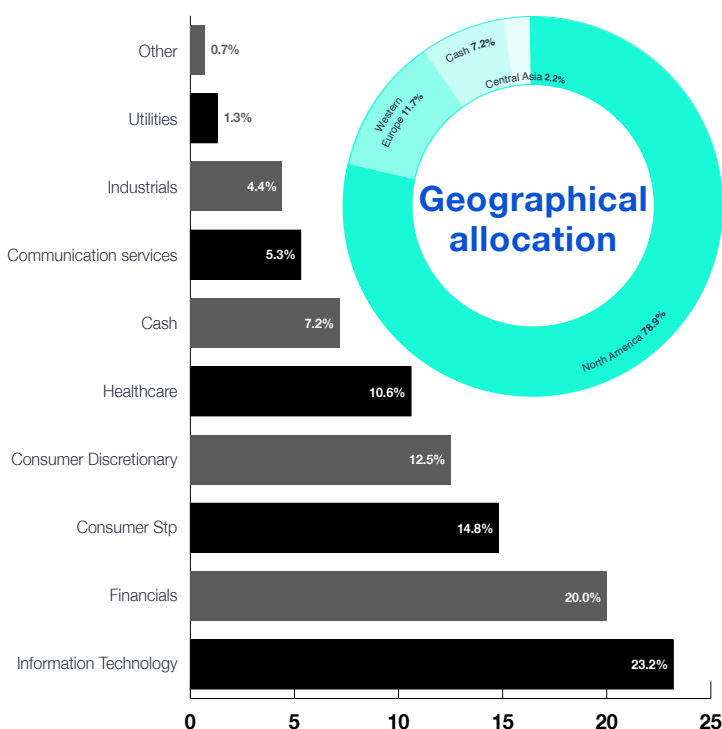 Other 0.7%
Utilities 1.3%
Industrials 4.4%
Communication services 5.3%
Cash 7.2%
Healthcare 10.6%
Consumer Discretionary 12.5%
Consumer Stp 14.8%
Financials 20.0%
Information Technology 23.2%
0 5 10 15 20 25
Cash 7.2%
Central Asia 2.2%
Western
Europe 11.7%
Geographical
allocation
North America 78.9%